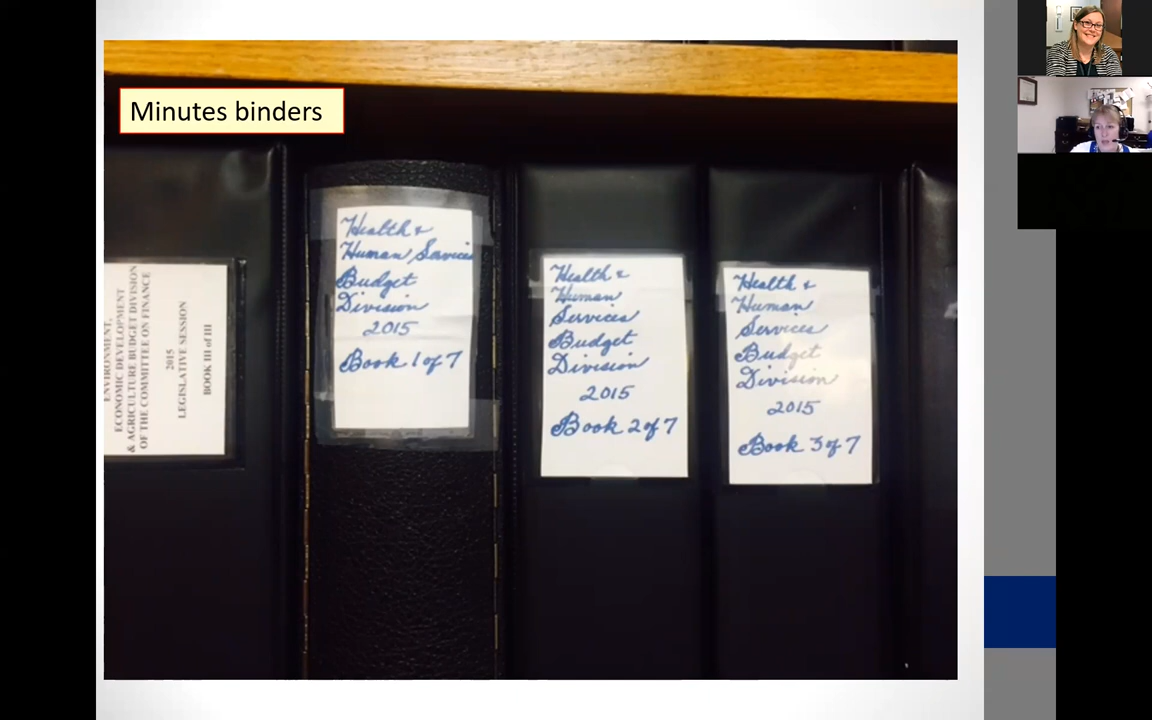 Minutes binders
ENVIRONMENT,
ECONOMIC DEVELOPMENT
& AGRICULTURE BUDGET DIVISION
OF THE COMMITTEE ON FINANCE
2015
LEGISLATIVE SESSION
BOOK III of III
Health &
Human Services
Budget
Division
2015
Book 1 of 7
Health &
Human
Services
Budget
Division
2015
Book 2 of 7
Health &
Human
Services
Budget
Division
2015
Book 3 of 7